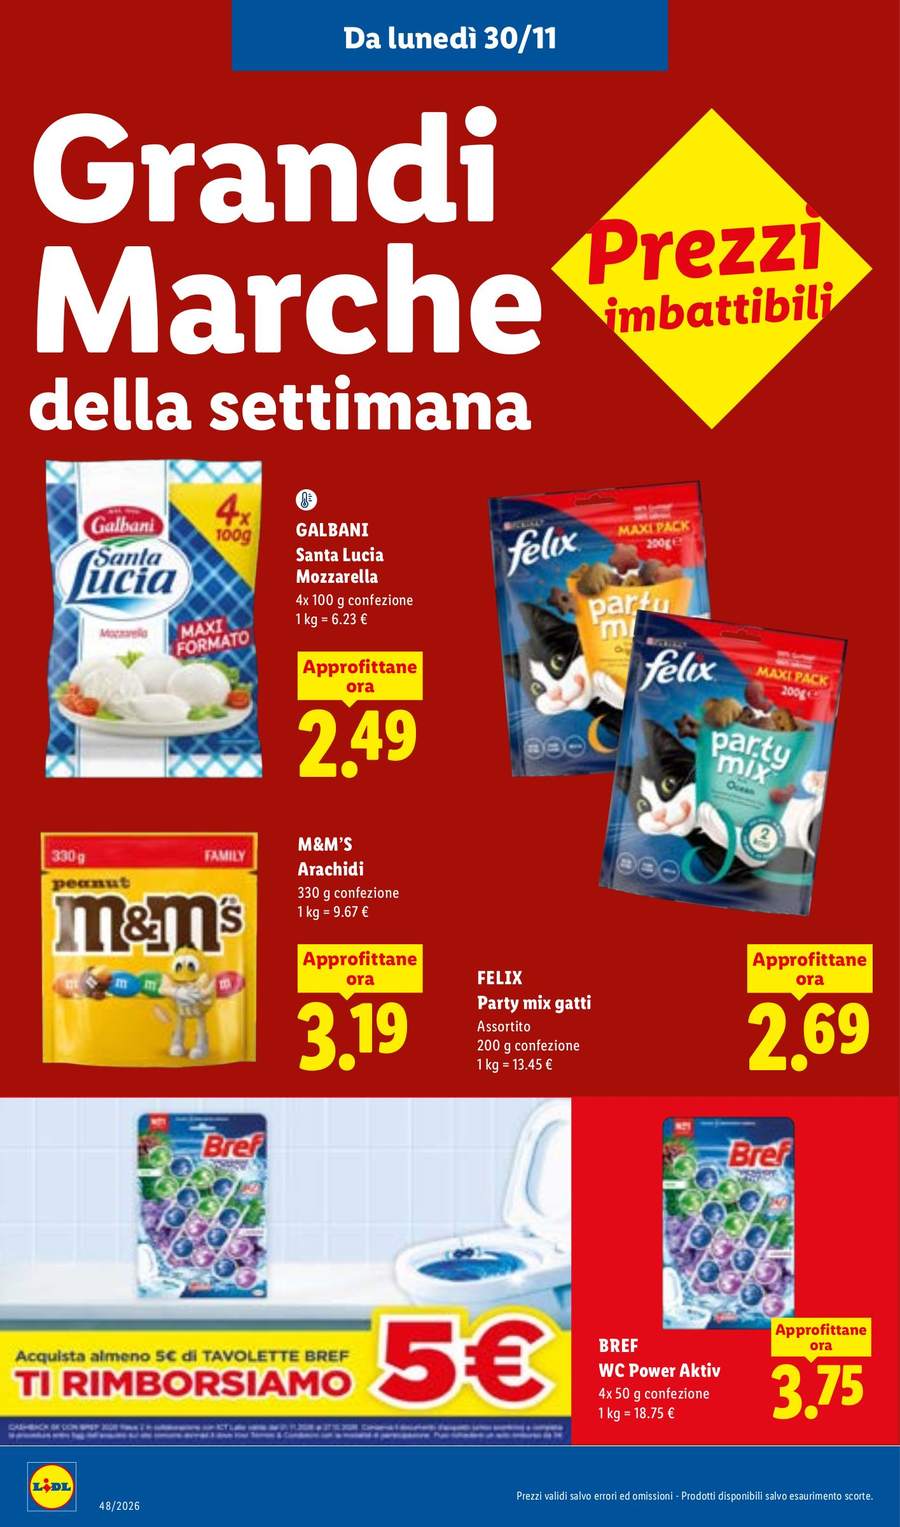 Da lunedì 30/11
Grandi
Marche
della settimana
Prezzi
imbattibili
Galbani
Santa
Lucia
Mozzarella
4x
100g
MAXI
FORMATO
GALBANI
Santa Lucia
Mozzarella
4x 100 g confezione
1 kg = 6.23 €
Approfittane
ora
2.49
PURINA
felix
MAXI PACK
200g
party
mix
PURINA
felix
MAXI PACK
200g
party
mix
Ocean
330g
FAMILY
peanut
m&m's
M&M'S
Arachidi
330 g confezione
1 kg = 9.67 €
Approfittane
ora
3.19
FELIX
Party mix gatti
Assortito
200 g confezione
1 kg = 13.45 €
Approfittane
ora
2.69
Bref
Acquista almeno 5€ di TAVOLETTE BREF
TI RIMBORSIAMO
5€
Bref
BREF
WC Power Aktiv
4x 50 g confezione
1 kg = 18.75 €
Approfittane
ora
3.75
LIDL
48/2026
Prezzi validi salvo errori ed omissioni - Prodotti disponibili salvo esaurimento scorte.